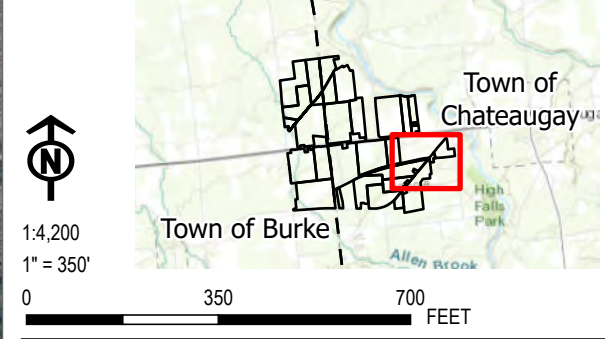 Town of
Chateaugay
N
High
Falls
Park
1:4,200
Town of Burke
1" = 350'
Allen Brook
0 350 700
FEET